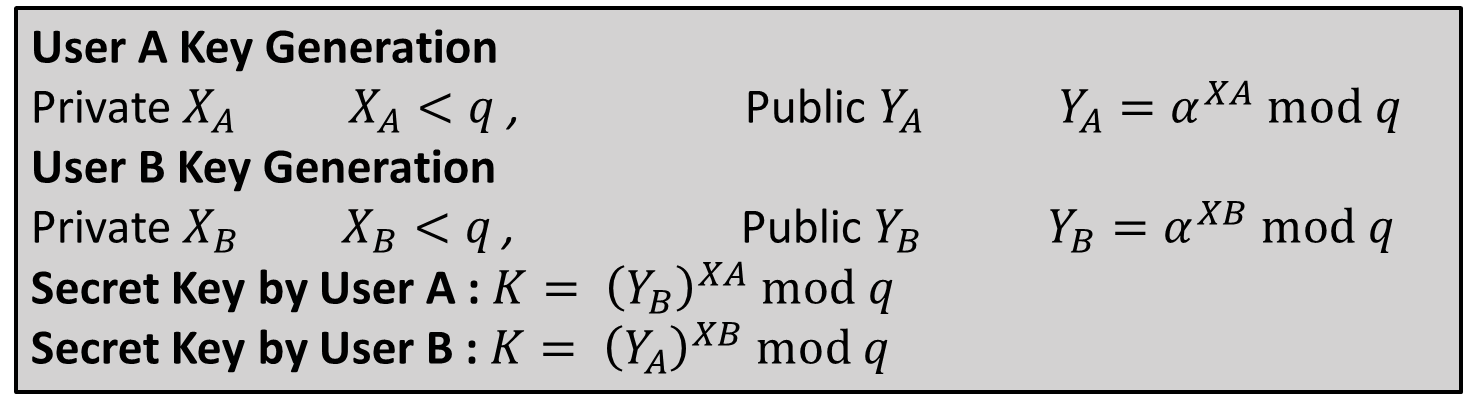 User A Key Generation
Private X_A X_A < q , Public Y_A Y_A = α^{XA} mod q
User B Key Generation
Private X_B X_B < q , Public Y_B Y_B = α^{XB} mod q
Secret Key by User A : K = (Y_B)^{XA} mod q
Secret Key by User B : K = (Y_A)^{XB} mod q